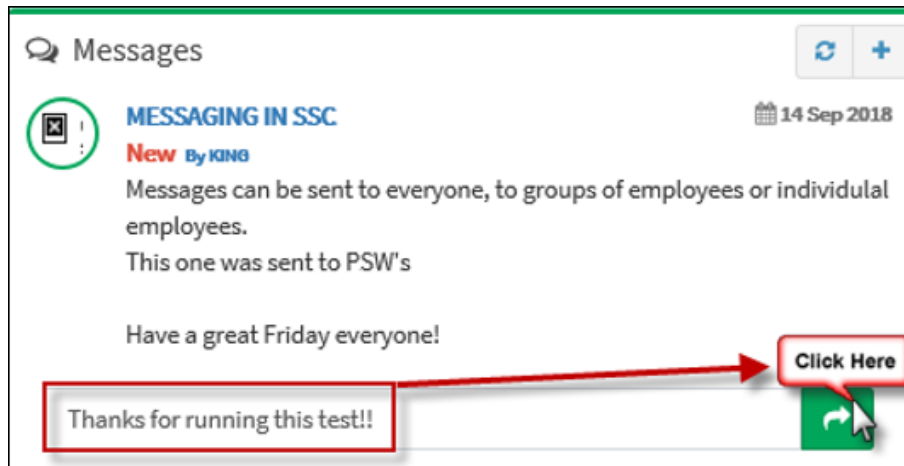 Messages
MESSAGING IN SSC
14 Sep 2018
New By KING
Messages can be sent to everyone, to groups of employees or individulal
employees.
This one was sent to PSW's
Have a great Friday everyone!
Click Here
Thanks for running this test!!